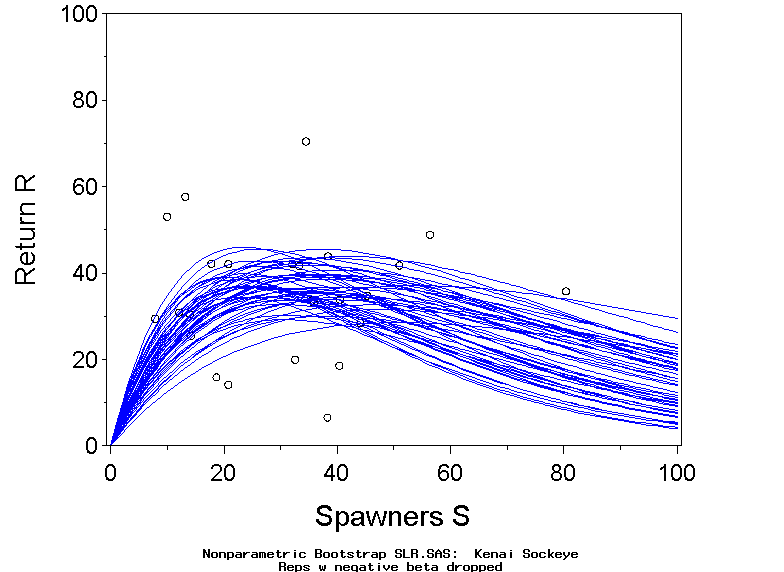 100
80
60
40
20
0
Return R
0 20 40 60 80 100
Spawners S
Nonparametric Bootstrap SLR.SAS: Kenai Sockeye
Reps w negative beta dropped